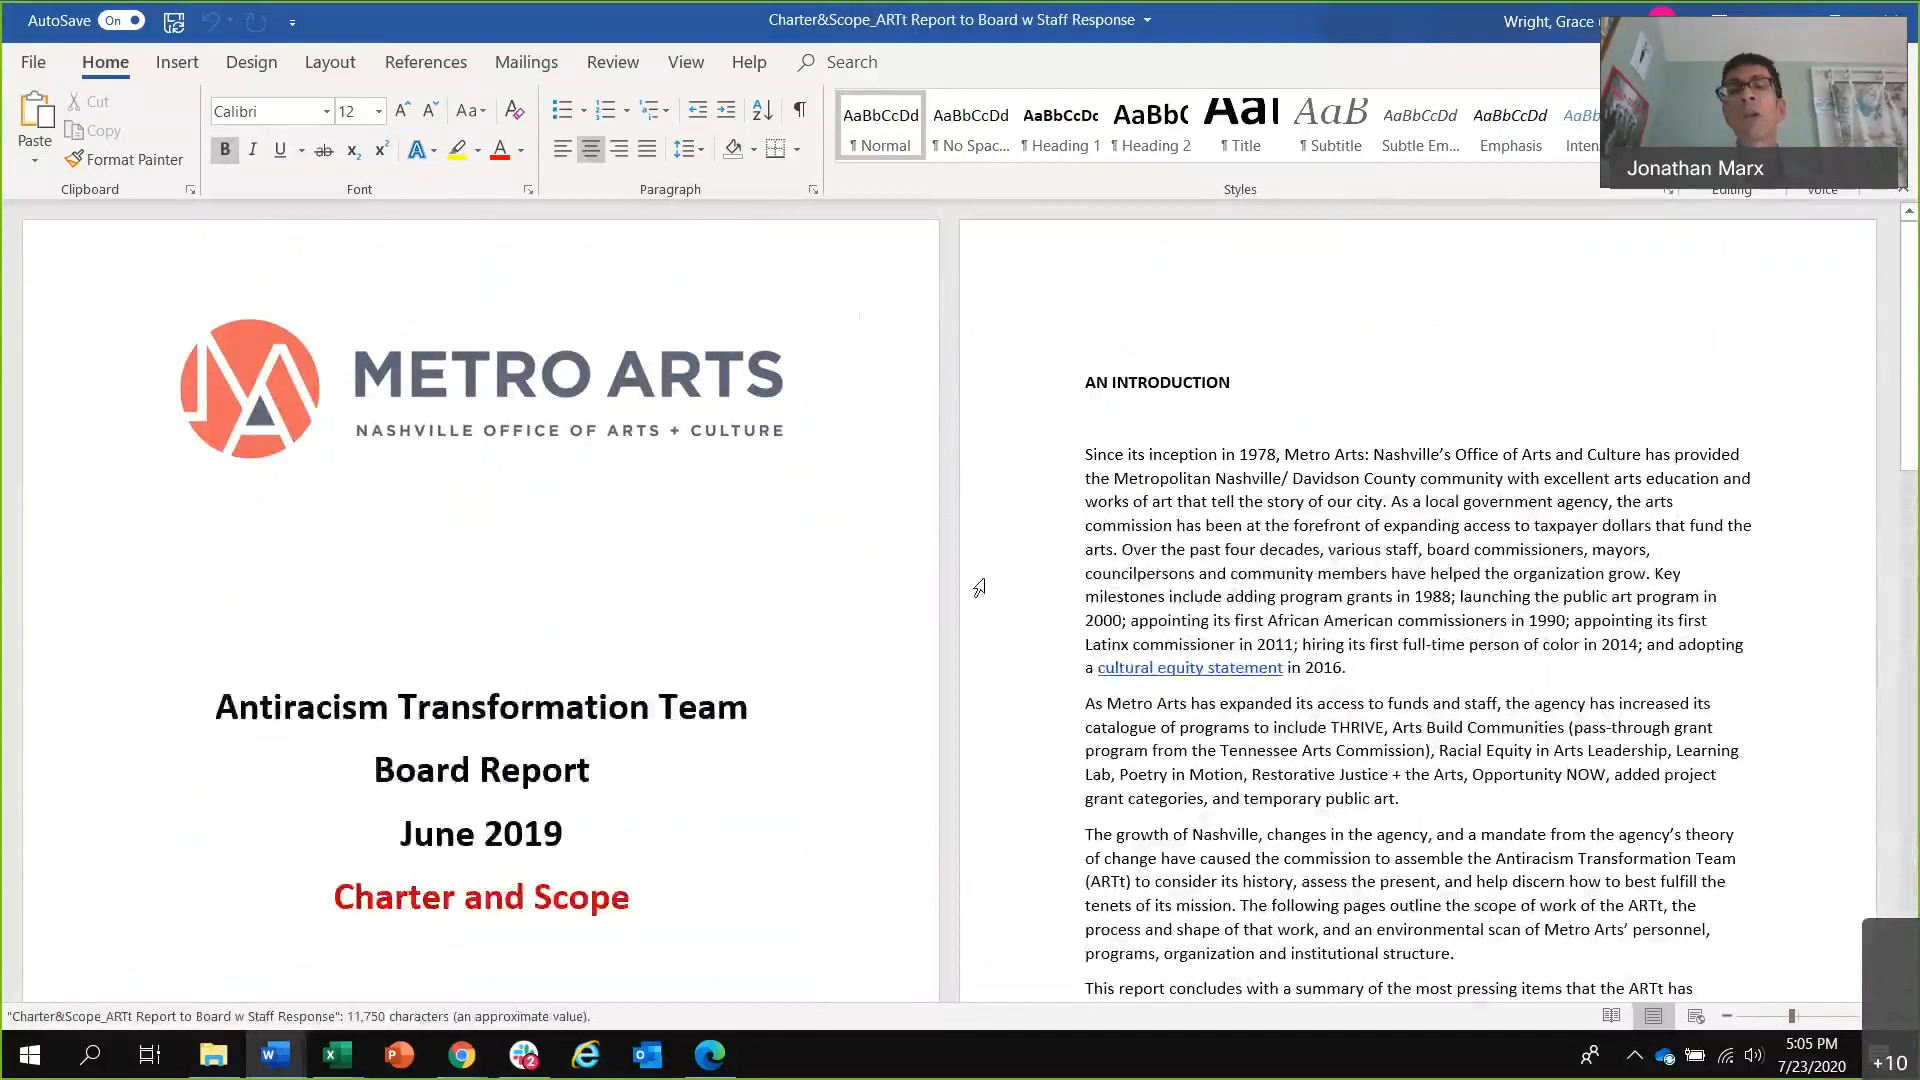 AutoSave On
Charter&Scope_ARTt Report to Board w Staff Response
Wright, Grace
File Home Insert Design Layout References Mailings Review View Help Search
Paste
Cut
Copy
Format Painter
Clipboard
Calibri 12
Aa
B I U ab x₂ x² A A
Font
Paragraph
AaBbCcDd AaBbCcDd AaBbCcDc AaBbC AaI AaB AaBbCcDd AaBbCcDd AaBb
¶ Normal ¶ No Spac... ¶ Heading 1 ¶ Heading 2 ¶ Title ¶ Subtitle Subtle Em... Emphasis Inten
Styles
Editing
Voice
Jonathan Marx
METRO ARTS
NASHVILLE OFFICE OF ARTS + CULTURE
Antiracism Transformation Team
Board Report
June 2019
Charter and Scope
AN INTRODUCTION
Since its inception in 1978, Metro Arts: Nashville’s Office of Arts and Culture has provided
the Metropolitan Nashville/ Davidson County community with excellent arts education and
works of art that tell the story of our city. As a local government agency, the arts
commission has been at the forefront of expanding access to taxpayer dollars that fund the
arts. Over the past four decades, various staff, board commissioners, mayors,
councilpersons and community members have helped the organization grow. Key
milestones include adding program grants in 1988; launching the public art program in
2000; appointing its first African American commissioners in 1990; appointing its first
Latinx commissioner in 2011; hiring its first full-time person of color in 2014; and adopting
a cultural equity statement in 2016.
As Metro Arts has expanded its access to funds and staff, the agency has increased its
catalogue of programs to include THRIVE, Arts Build Communities (pass-through grant
program from the Tennessee Arts Commission), Racial Equity in Arts Leadership, Learning
Lab, Poetry in Motion, Restorative Justice + the Arts, Opportunity NOW, added project
grant categories, and temporary public art.
The growth of Nashville, changes in the agency, and a mandate from the agency’s theory
of change have caused the commission to assemble the Antiracism Transformation Team
(ARTt) to consider its history, assess the present, and help discern how to best fulfill the
tenets of its mission. The following pages outline the scope of work of the ARTt, the
process and shape of that work, and an environmental scan of Metro Arts’ personnel,
programs, organization and institutional structure.
This report concludes with a summary of the most pressing items that the ARTt has
"Charter&Scope_ARTt Report to Board w Staff Response": 11,750 characters (an approximate value).
2
5:05 PM
7/23/2020
+10